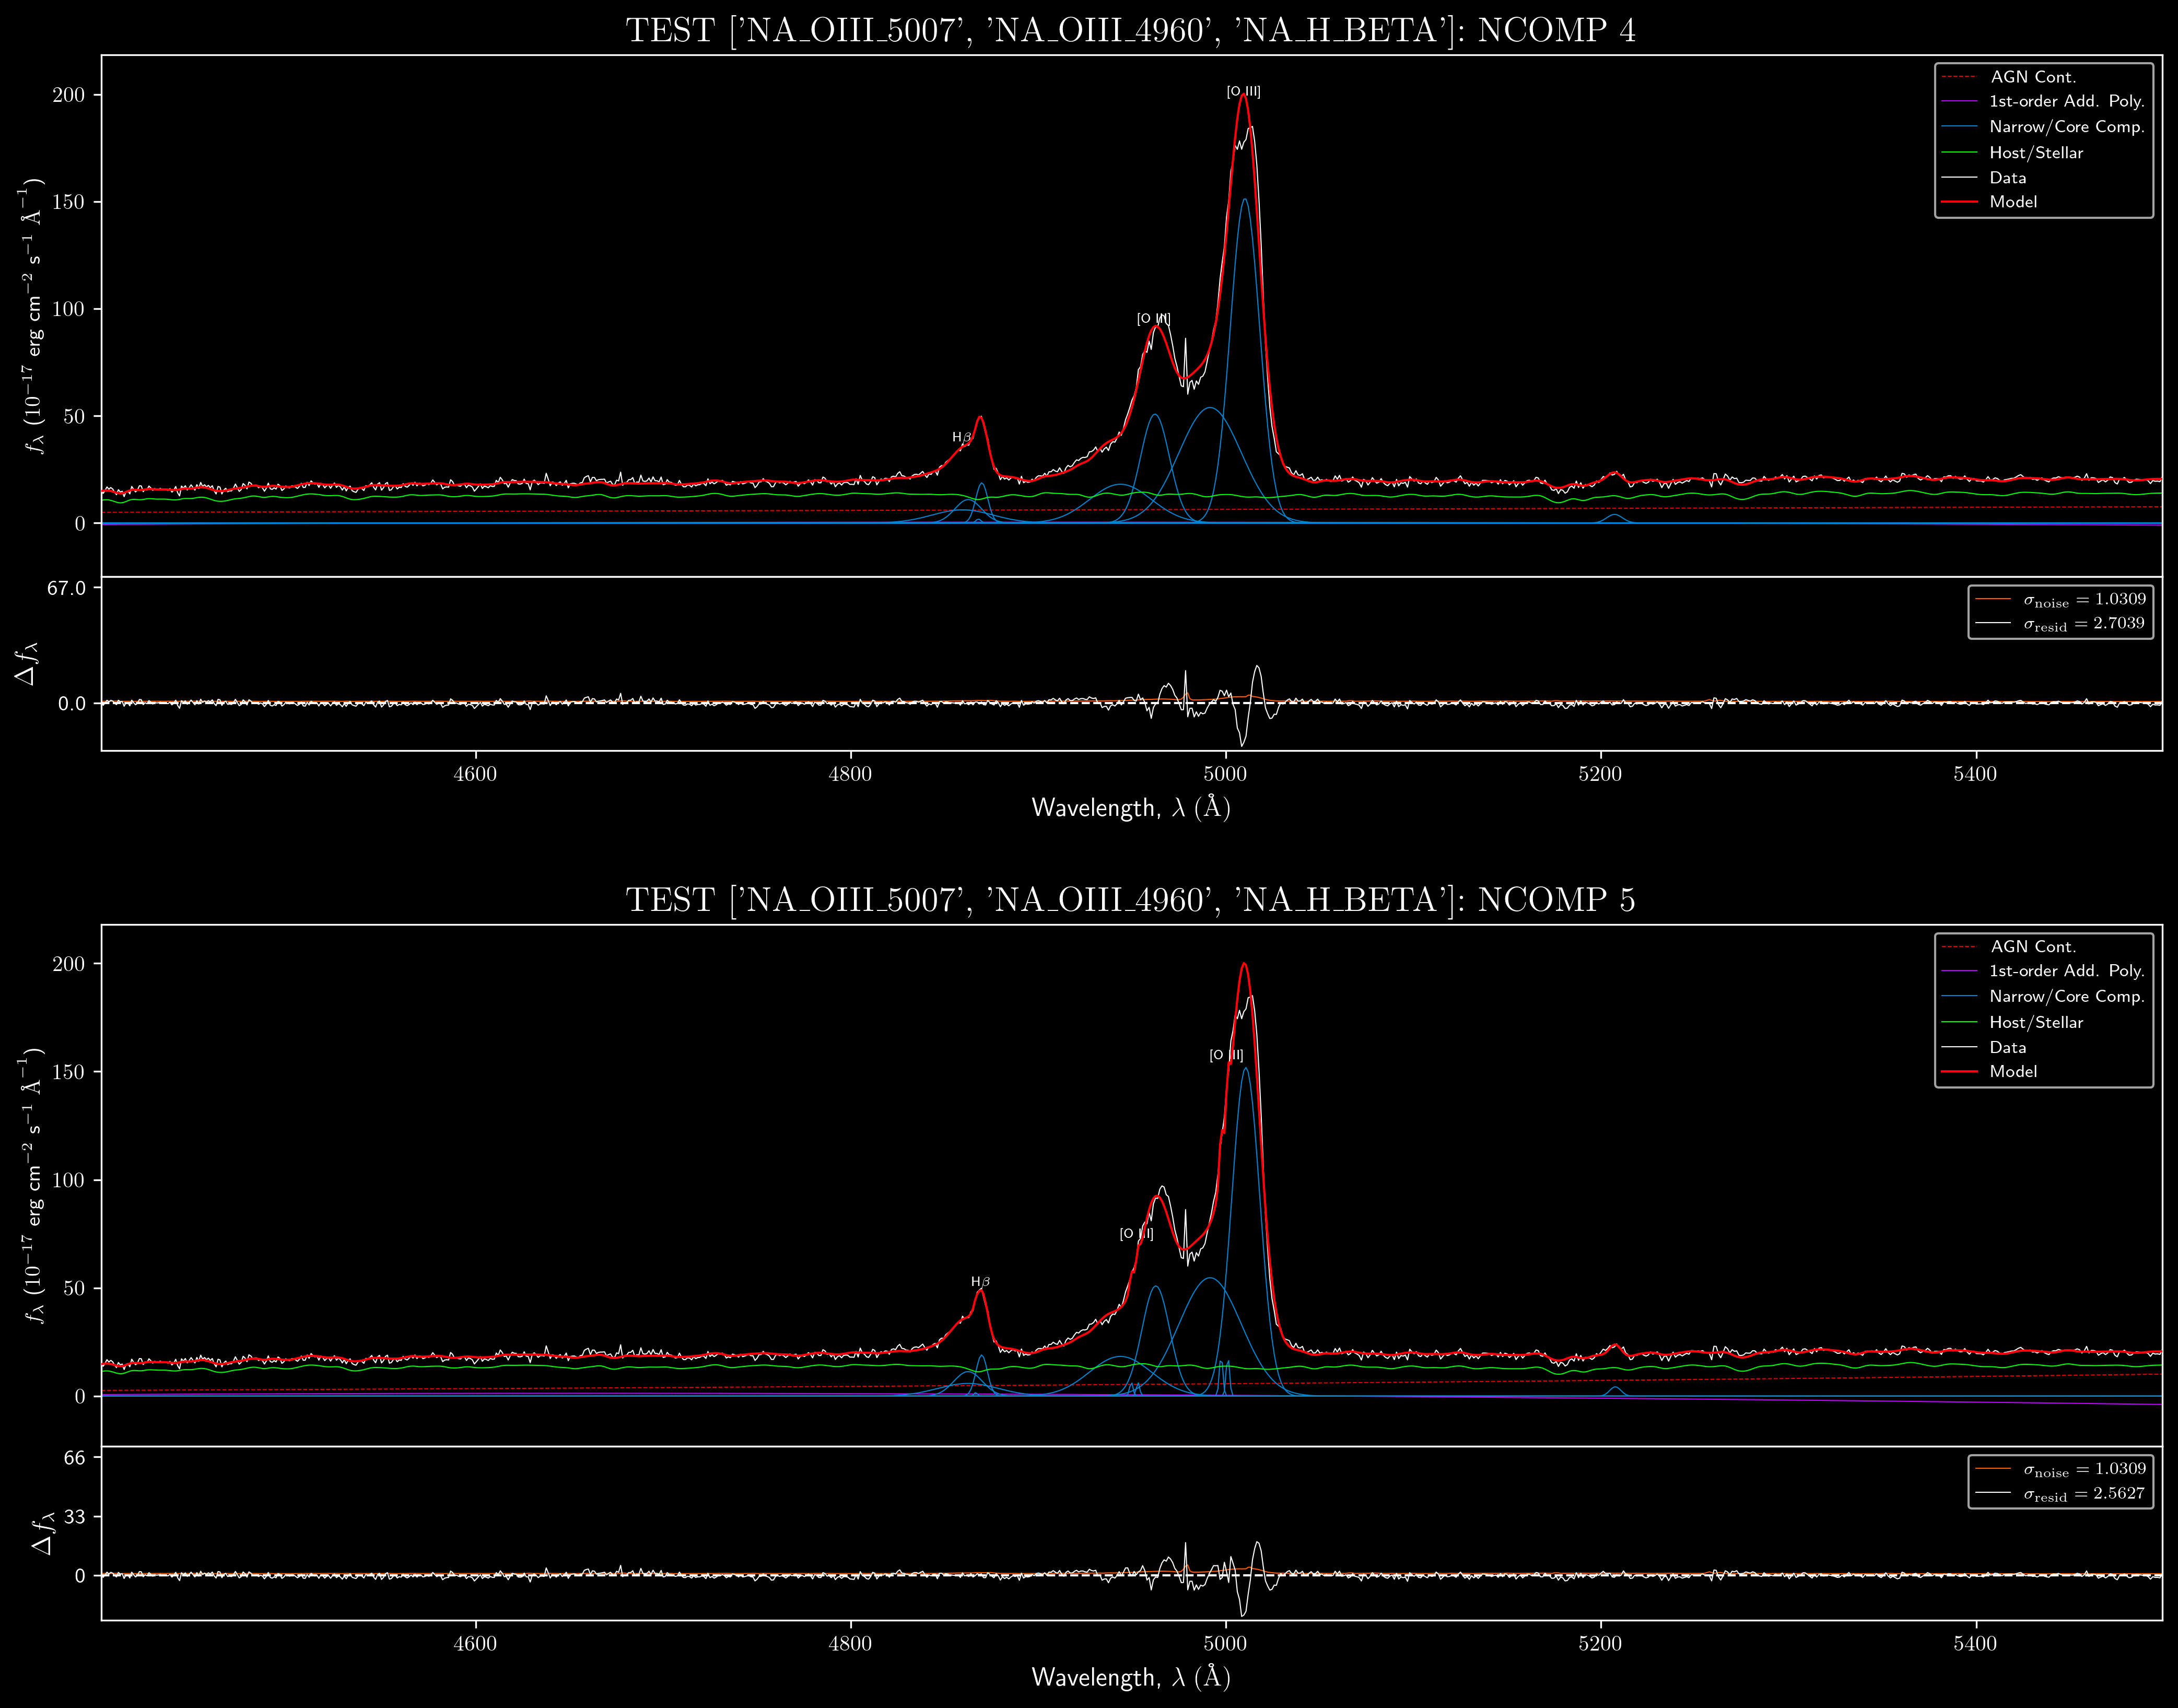 TEST ['NA_OIII_5007', 'NA_OIII_4960', 'NA_H_BETA']: NCOMP 4
200
150
100
50
0
fλ (10−17 erg cm−2 s−1 Å−1)
[O III]
[O III]
Hβ
AGN Cont.
1st-order Add. Poly.
Narrow/Core Comp.
Host/Stellar
Data
Model
67.0
0.0
Δfλ
σnoise = 1.0309
σresid = 2.7039
4600 4800 5000 5200 5400
Wavelength, λ (Å)
TEST ['NA_OIII_5007', 'NA_OIII_4960', 'NA_H_BETA']: NCOMP 5
200
150
100
50
0
fλ (10−17 erg cm−2 s−1 Å−1)
[O III]
[O III]
Hβ
AGN Cont.
1st-order Add. Poly.
Narrow/Core Comp.
Host/Stellar
Data
Model
66
33
0
Δfλ
σnoise = 1.0309
σresid = 2.5627
4600 4800 5000 5200 5400
Wavelength, λ (Å)